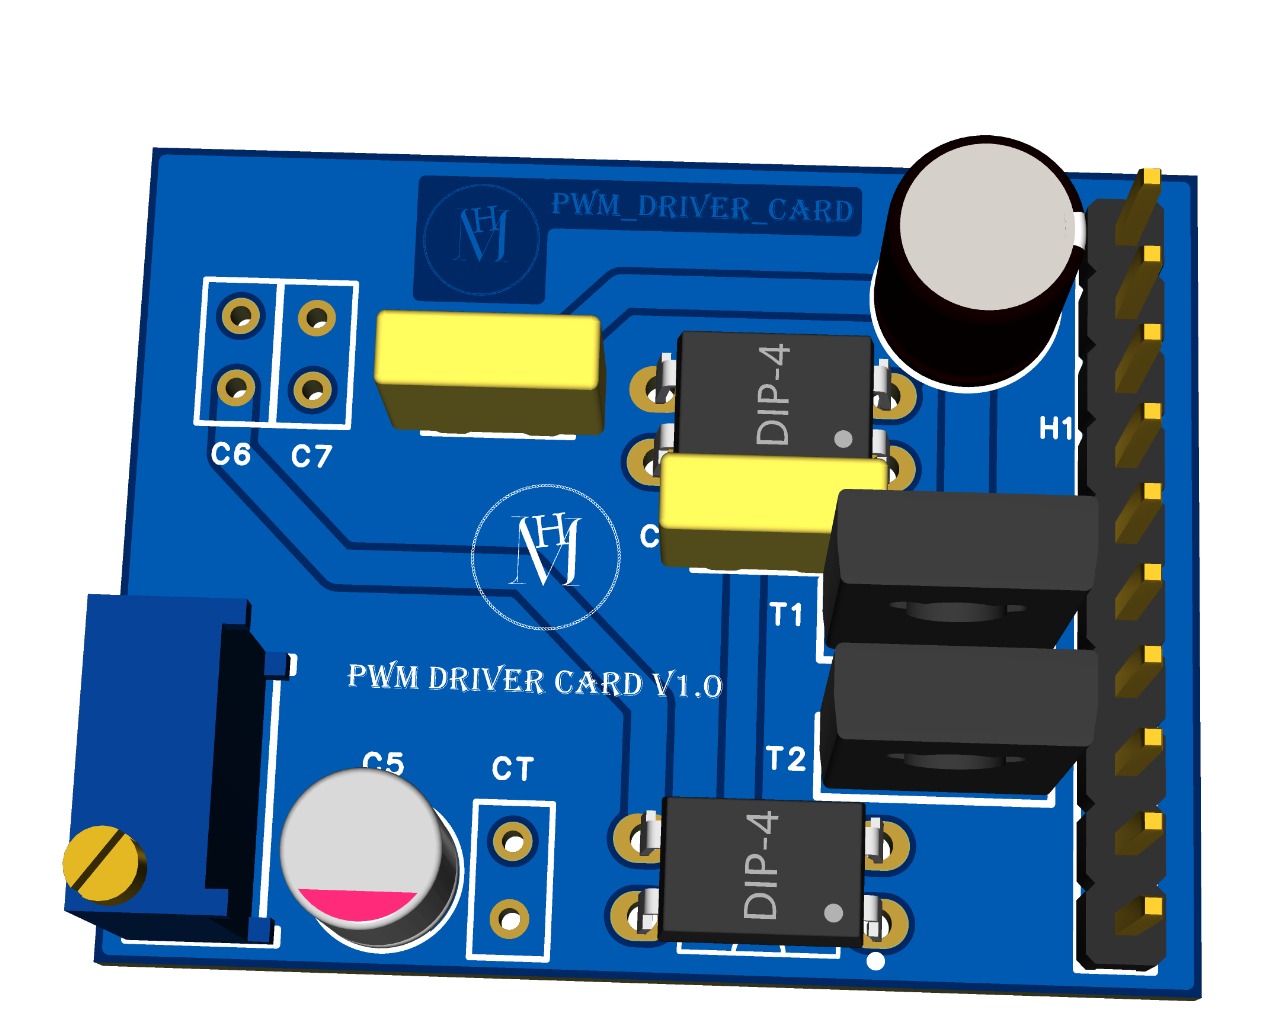 PWM_DRIVER_CARD
MH
DIP-4
H1
C6 C7
MH
C
T1
PWM DRIVER CARD V1.0
T2
C5 CT
DIP-4